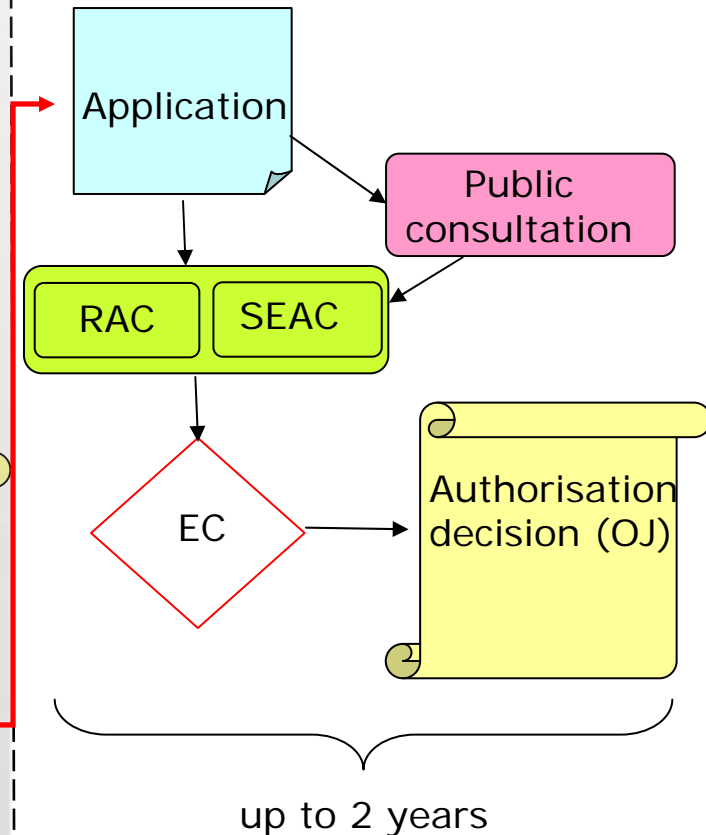 Application
Public
consultation
RAC
SEAC
EC
Authorisation
decision (OJ)
up to 2 years